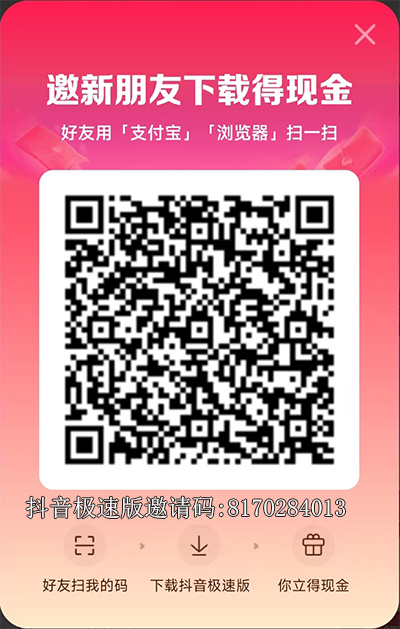 邀新朋友下载得现金
好友用「支付宝」「浏览器」扫一扫
抖音极速版邀请码:8170284013
好友扫我的码
下载抖音极速版
你立得现金